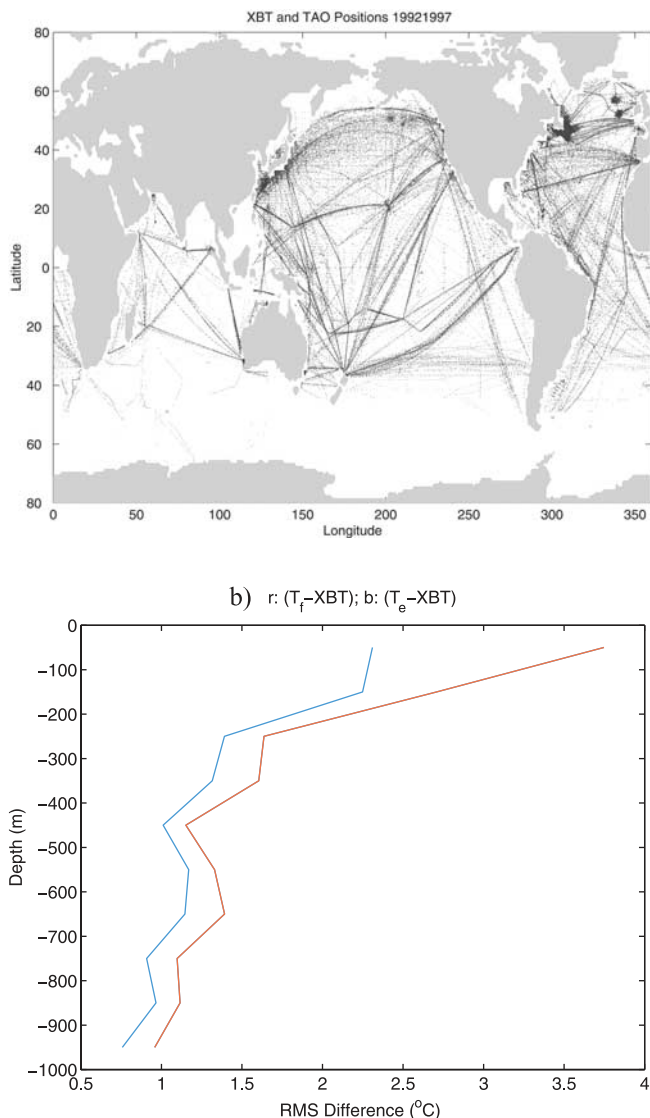 XBT and TAO Positions 19921997
80
60
40
20
0
20
40
60
80
Latitude
0 50 100 150 200 250 300 350
Longitude
b) r: (T_f−XBT); b: (T_e−XBT)
0
−100
−200
−300
−400
−500
−600
−700
−800
−900
−1000
Depth (m)
0.5 1 1.5 2 2.5 3 3.5 4
RMS Difference (°C)